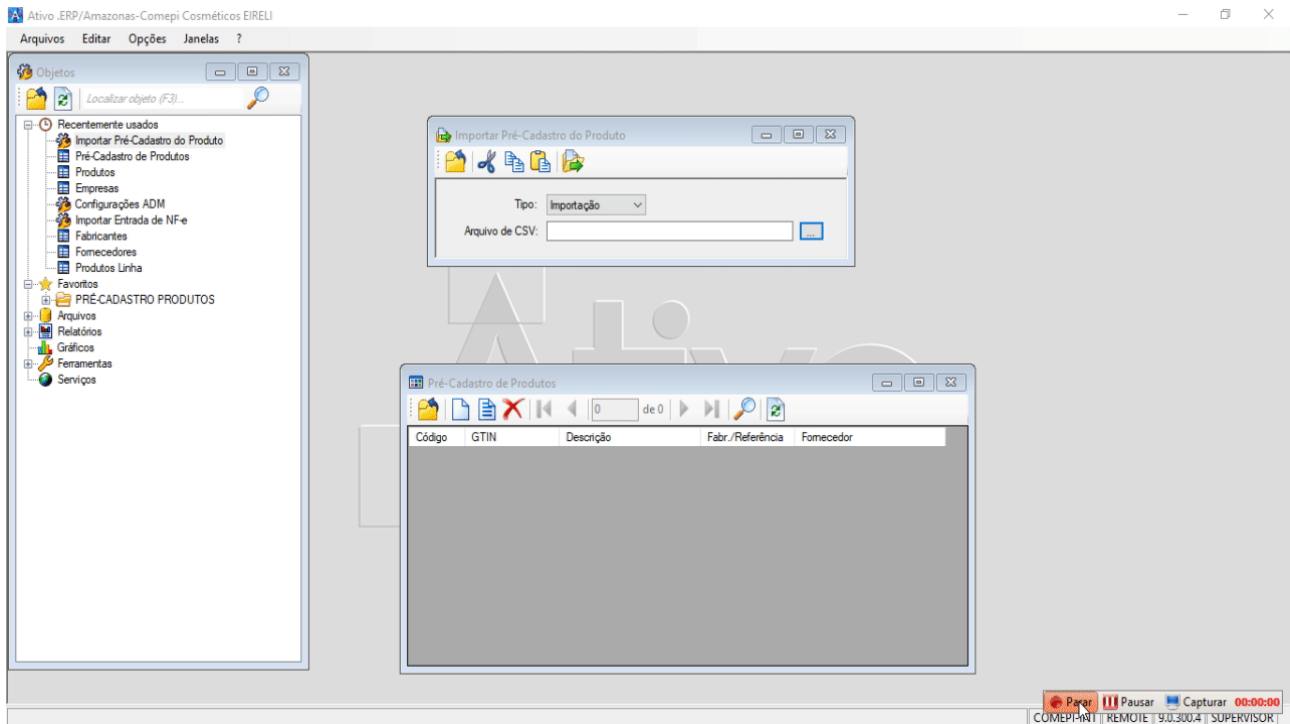 Ativo .ERP/Amazonas-Comepi Cosméticos EIRELI
Arquivos Editar Opções Janelas ?
Objetos
Localizar objeto (F3)...
Recentemente usados
Importar Pré-Cadastro do Produto
Pré-Cadastro de Produtos
Produtos
Empresas
Configurações ADM
Importar Entrada de NF-e
Fabricantes
Fornecedores
Produtos Linha
Favoritos
PRÉ-CADASTRO PRODUTOS
Arquivos
Relatórios
Gráficos
Ferramentas
Serviços
Importar Pré-Cadastro do Produto
Tipo: Importação
Arquivo de CSV: ...
Ativo
Pré-Cadastro de Produtos
0 de 0
Código GTIN Descrição Fabr./Referência Fornecedor
Parar Pausar Capturar 00:00:00
REMOTE 9.0.300.4 SUPERVISOR